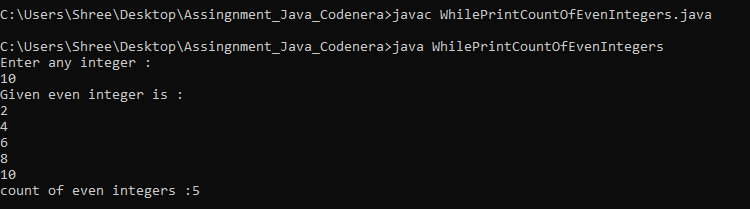 C:\Users\Shree\Desktop\Assingnment_Java_Codenera>javac WhilePrintCountOfEvenIntegers.java
C:\Users\Shree\Desktop\Assingnment_Java_Codenera>java WhilePrintCountOfEvenIntegers
Enter any integer :
10
Given even integer is :
2
4
6
8
10
count of even integers :5